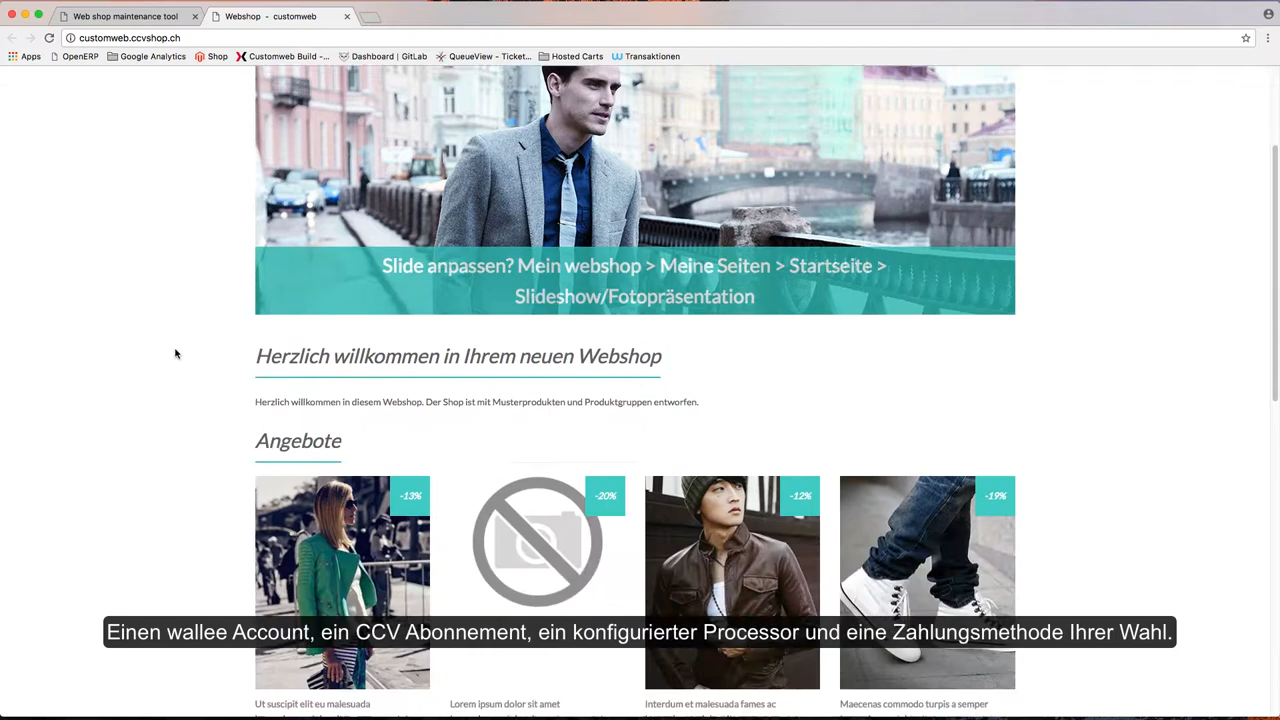 Web shop maintenance tool
Webshop - customweb
customweb.ccvshop.ch
Apps OpenERP Google Analytics Shop Customweb Build -... Dashboard | GitLab QueueView - Ticket... Hosted Carts Transaktionen
Slide anpassen? Mein webshop > Meine Seiten > Startseite >
Slideshow/Fotopräsentation
Herzlich willkommen in Ihrem neuen Webshop
Herzlich willkommen in diesem Webshop. Der Shop ist mit Musterprodukten und Produktgruppen entworfen.
Angebote
-13% -20% -12% -19%
Einen wallee Account, ein CCV Abonnement, ein konfigurierter Processor und eine Zahlungsmethode Ihrer Wahl.
Ut suscipit elit eu malesuada Lorem ipsum dolor sit amet Interdum et malesuada fames ac Maecenas commodo turpis a semper